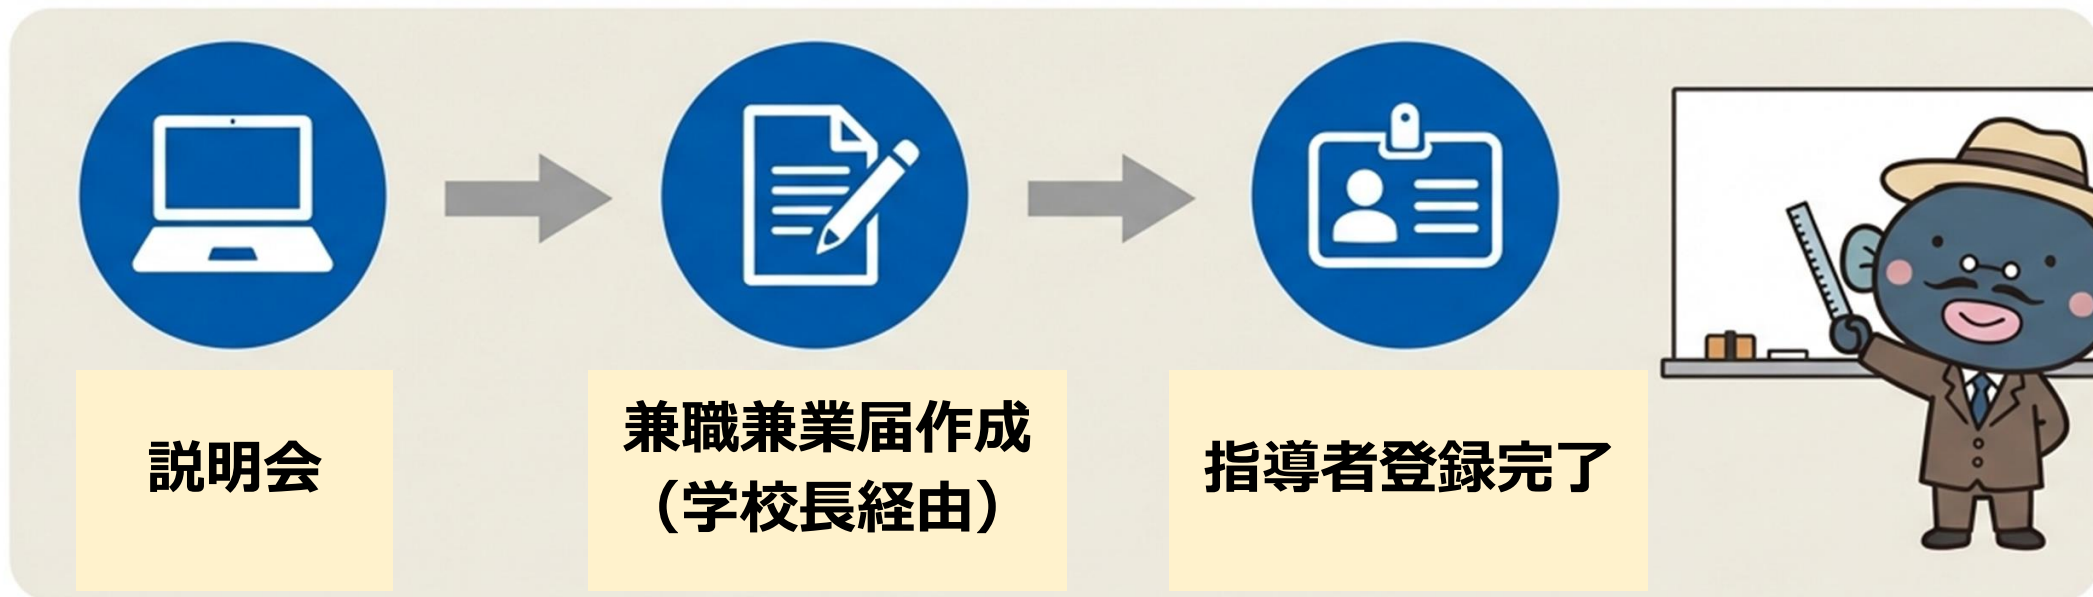 説明会
兼職兼業届作成
（学校長経由）
指導者登録完了